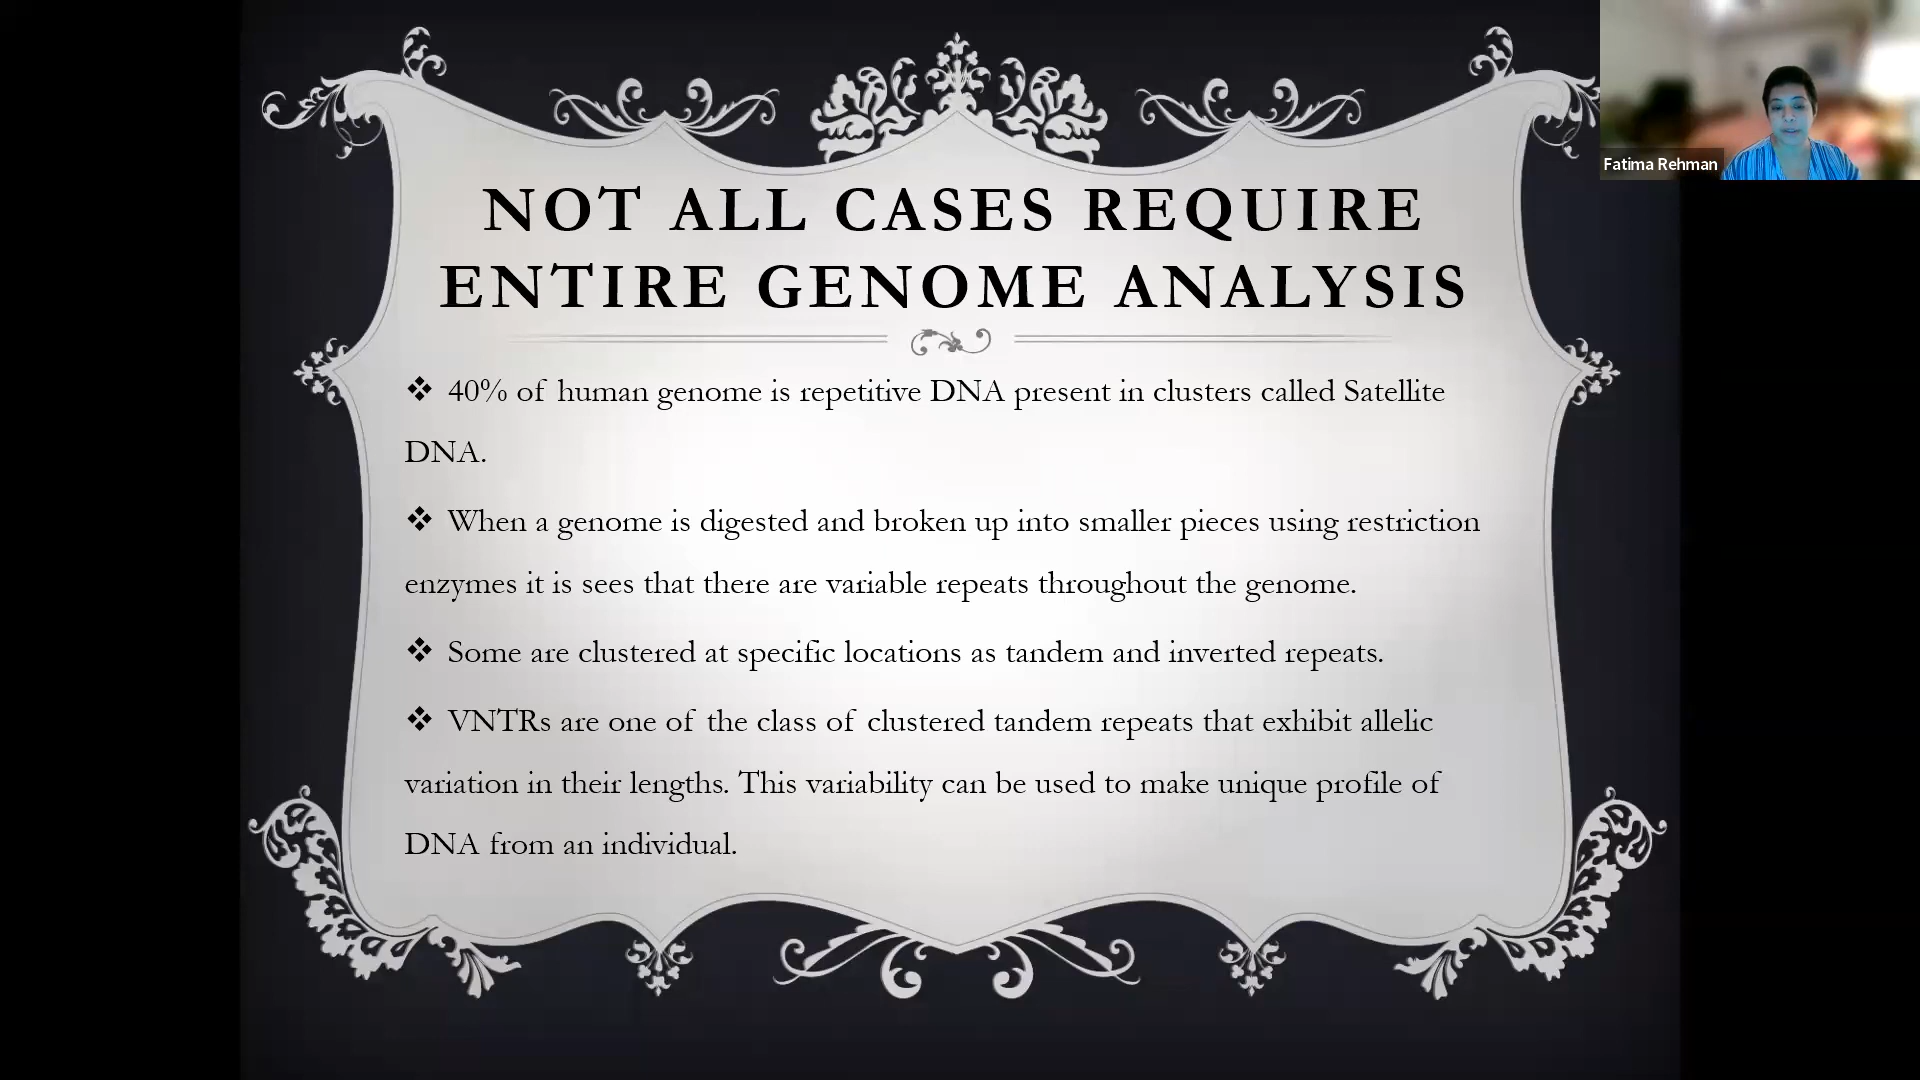 Fatima Rehman
NOT ALL CASES REQUIRE
ENTIRE GENOME ANALYSIS
❖ 40% of human genome is repetitive DNA present in clusters called Satellite
DNA.
❖ When a genome is digested and broken up into smaller pieces using restriction
enzymes it is sees that there are variable repeats throughout the genome.
❖ Some are clustered at specific locations as tandem and inverted repeats.
❖ VNTRs are one of the class of clustered tandem repeats that exhibit allelic
variation in their lengths. This variability can be used to make unique profile of
DNA from an individual.